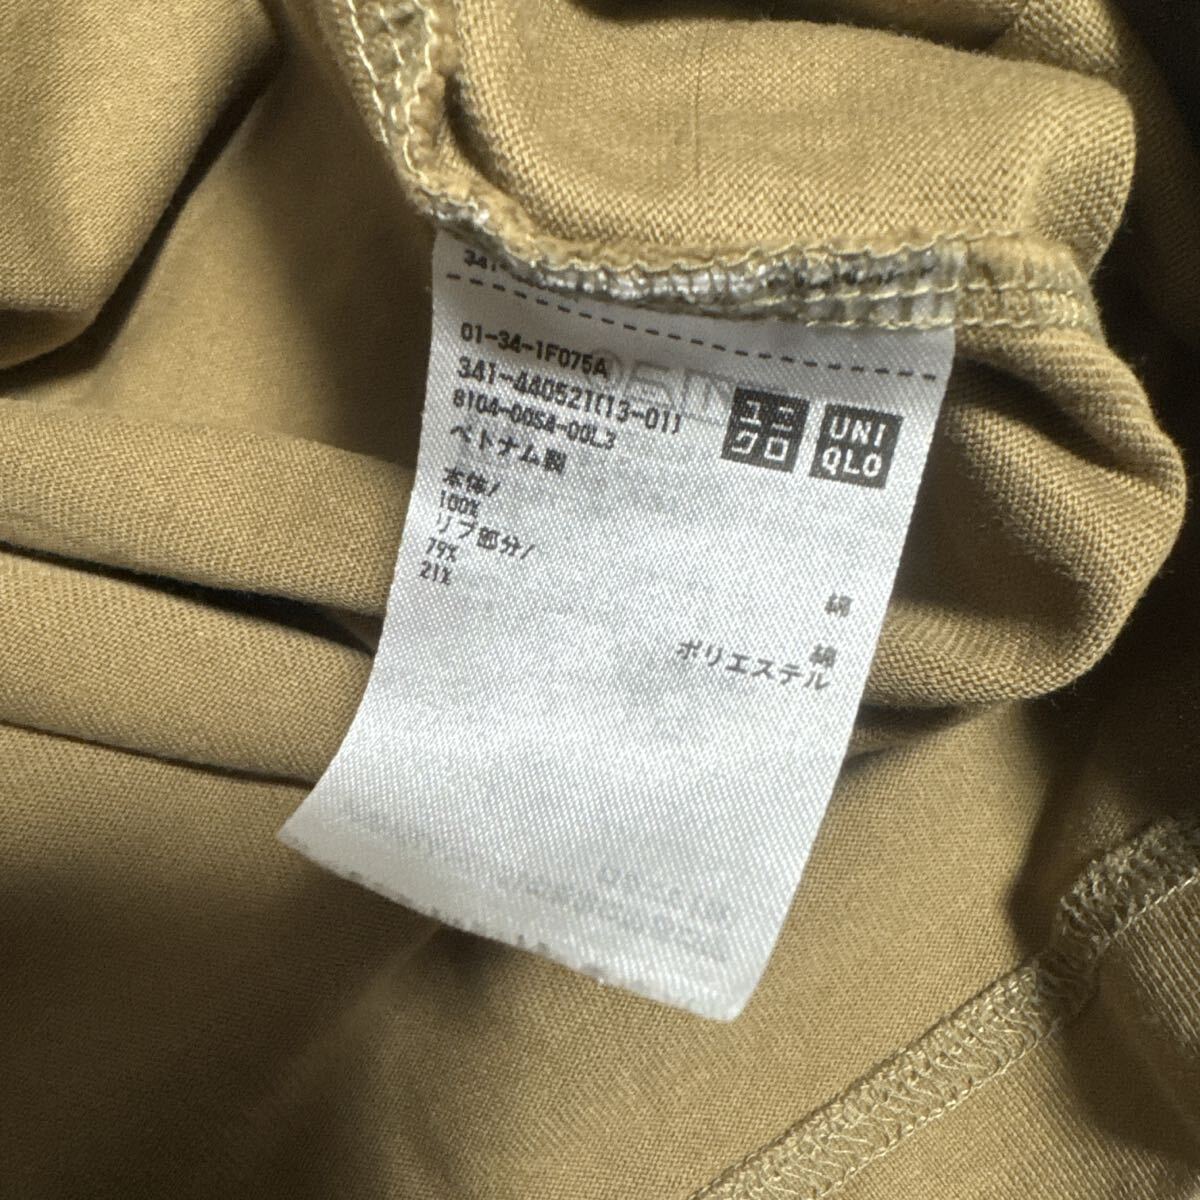 01-34-1F075A
341-440521(13-01)
8104-0054-00L3
ベトナム製
ユニ
クロ
UNI
QLO
本体/
100% 綿
リブ部分/
79% 綿
21% ポリエステル